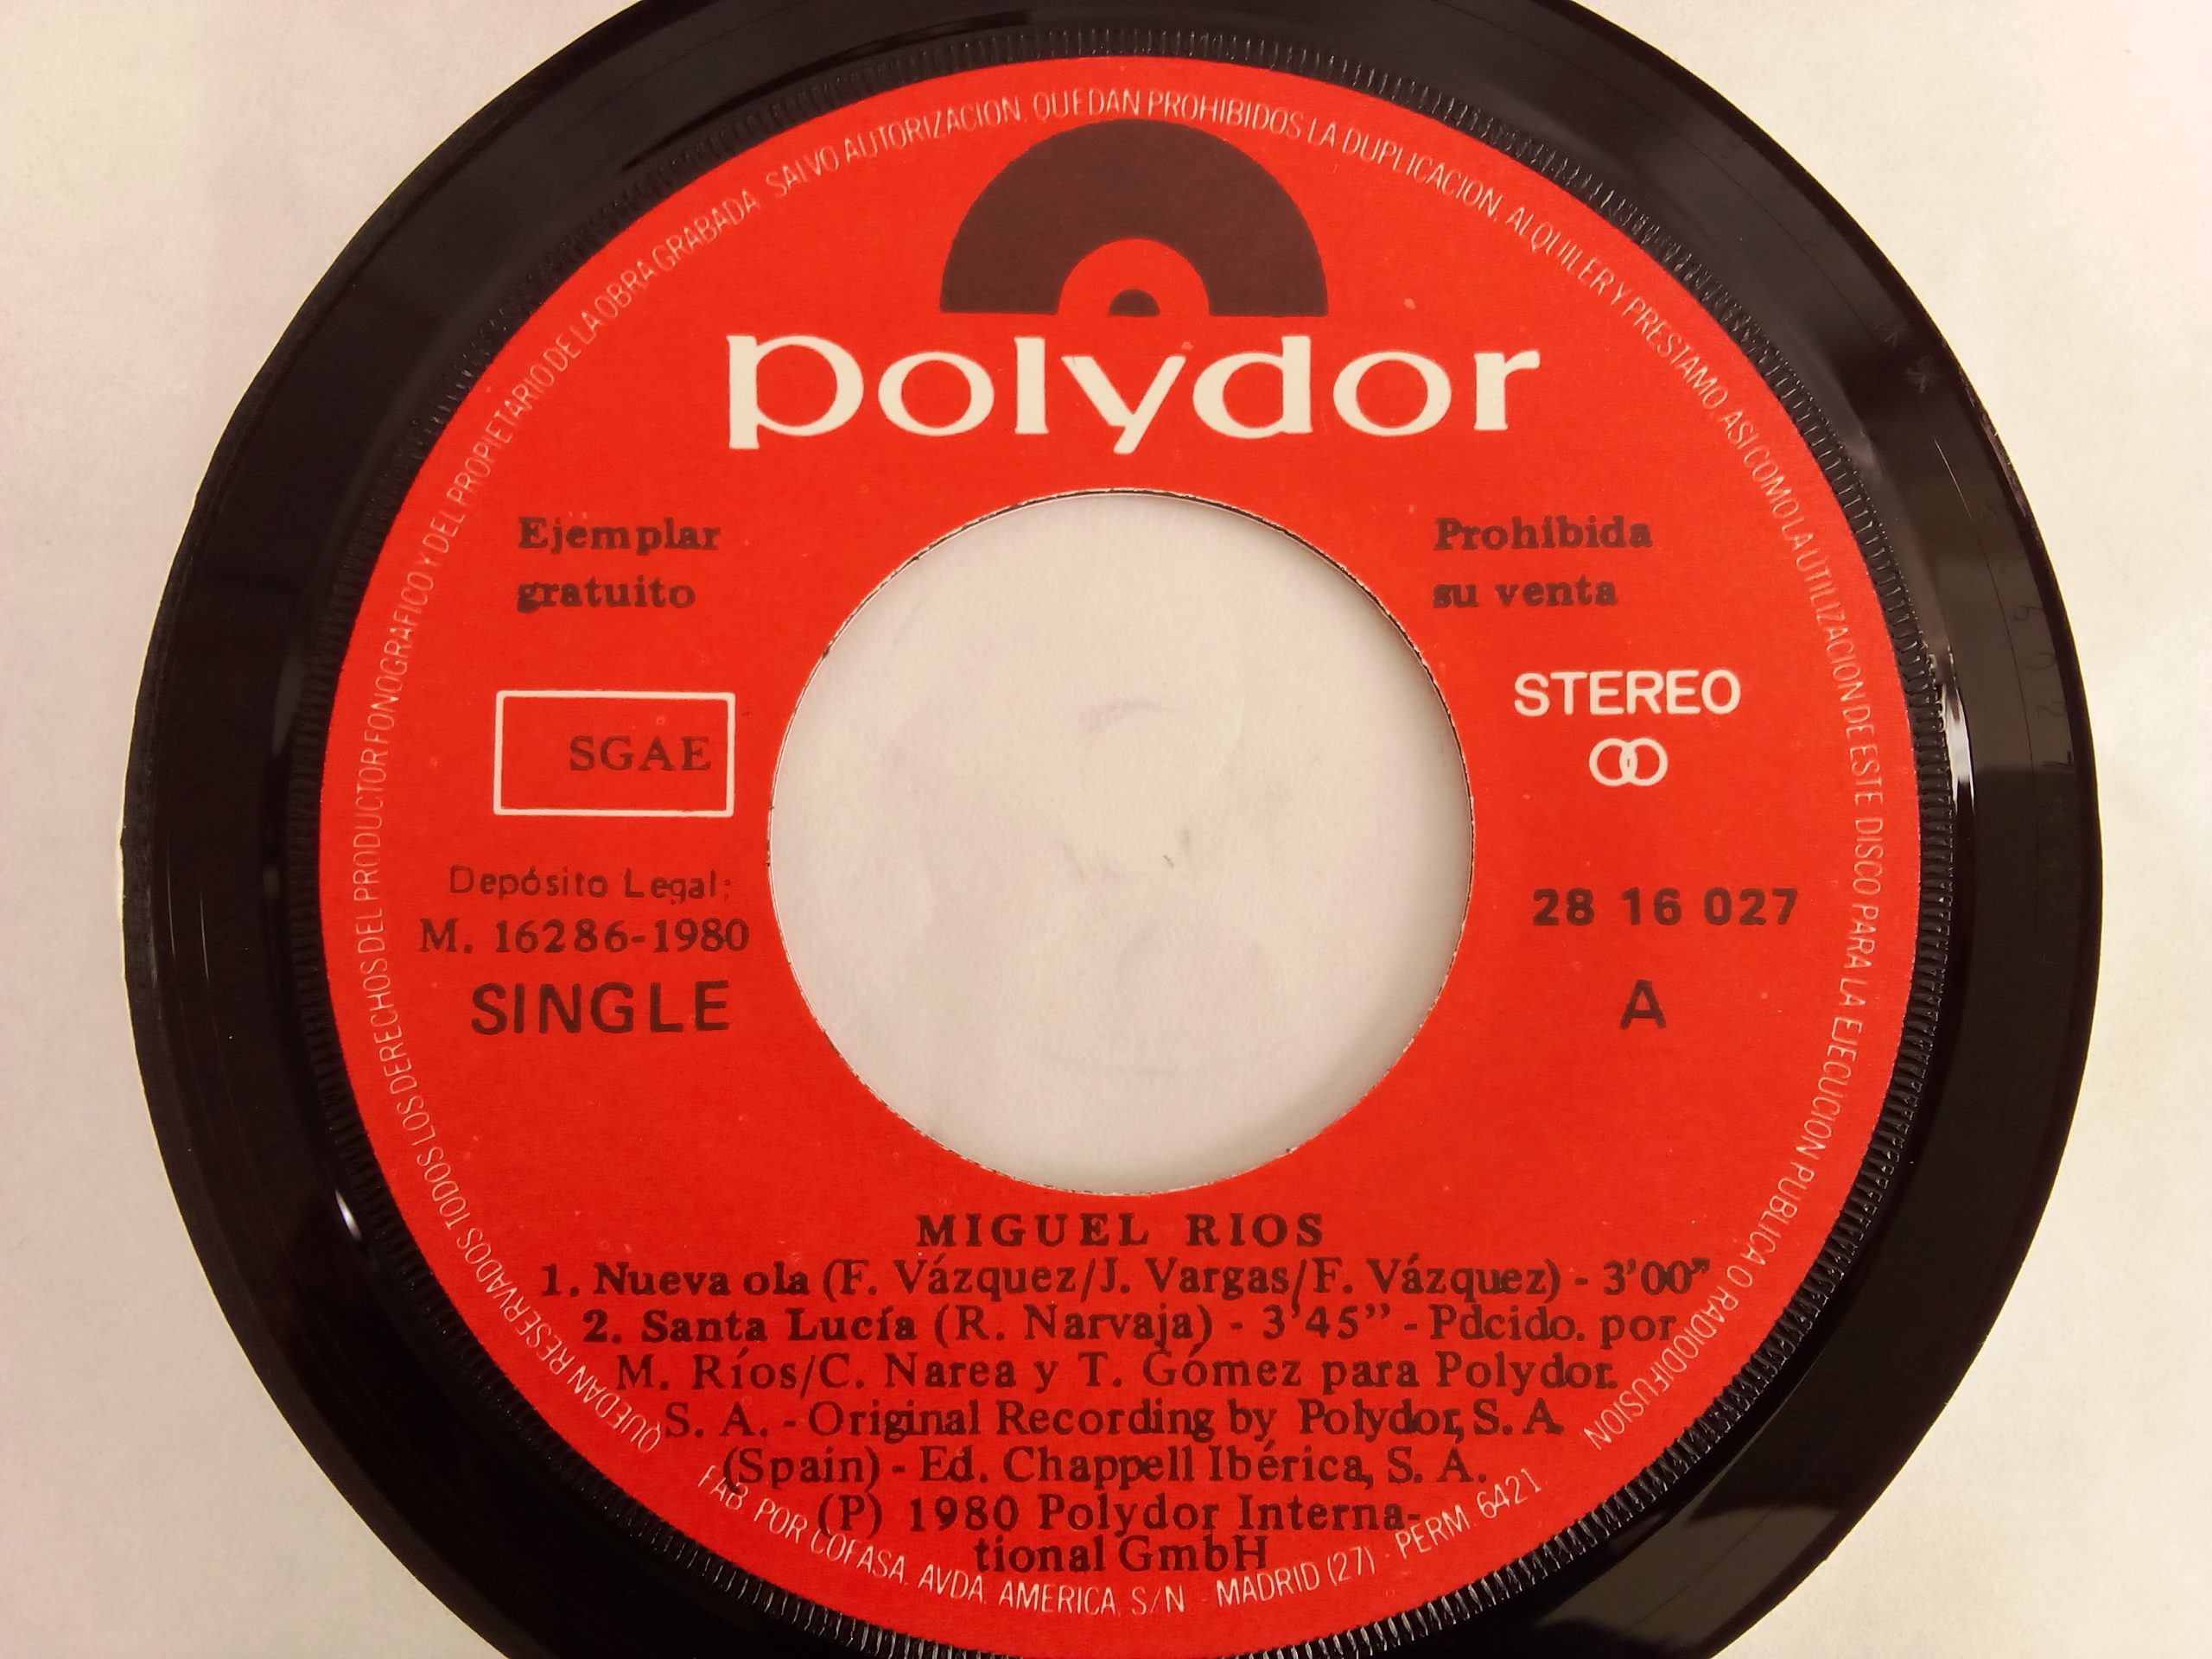 polydor
Ejemplar
gratuito
Prohibida
su venta
SGAE
STEREO
Depósito Legal:
M. 16286-1980
SINGLE
28 16 027
A
MIGUEL RIOS
1. Nueva ola (F. Vázquez/J. Vargas/F. Vázquez) - 3'00”
2. Santa Lucía (R. Narvaja) - 3'45” - Pdcido. por
M. Ríos/C. Narea y T. Gómez para Polydor.
S. A. - Original Recording by Polydor, S. A.
(Spain) - Ed. Chappell Ibérica, S. A.
(P) 1980 Polydor Interna-
tional GmbH
QUEDAN RESERVADOS TODOS LOS DERECHOS DEL PRODUCTOR FONOGRAFICO Y DEL PROPIETARIO DE LA OBRA GRABADA. SALVO AUTORIZACION, QUEDAN PROHIBIDOS LA DUPLICACION, ALQUILER Y PRESTAMO, ASI COMO LA UTILIZACION DE ESTE DISCO PARA LA EJECUCION PUBLICA O RADIODIFUSION
FAB. POR COFASA. AVDA. AMERICA, S/N - MADRID (27) - PERM. 6421